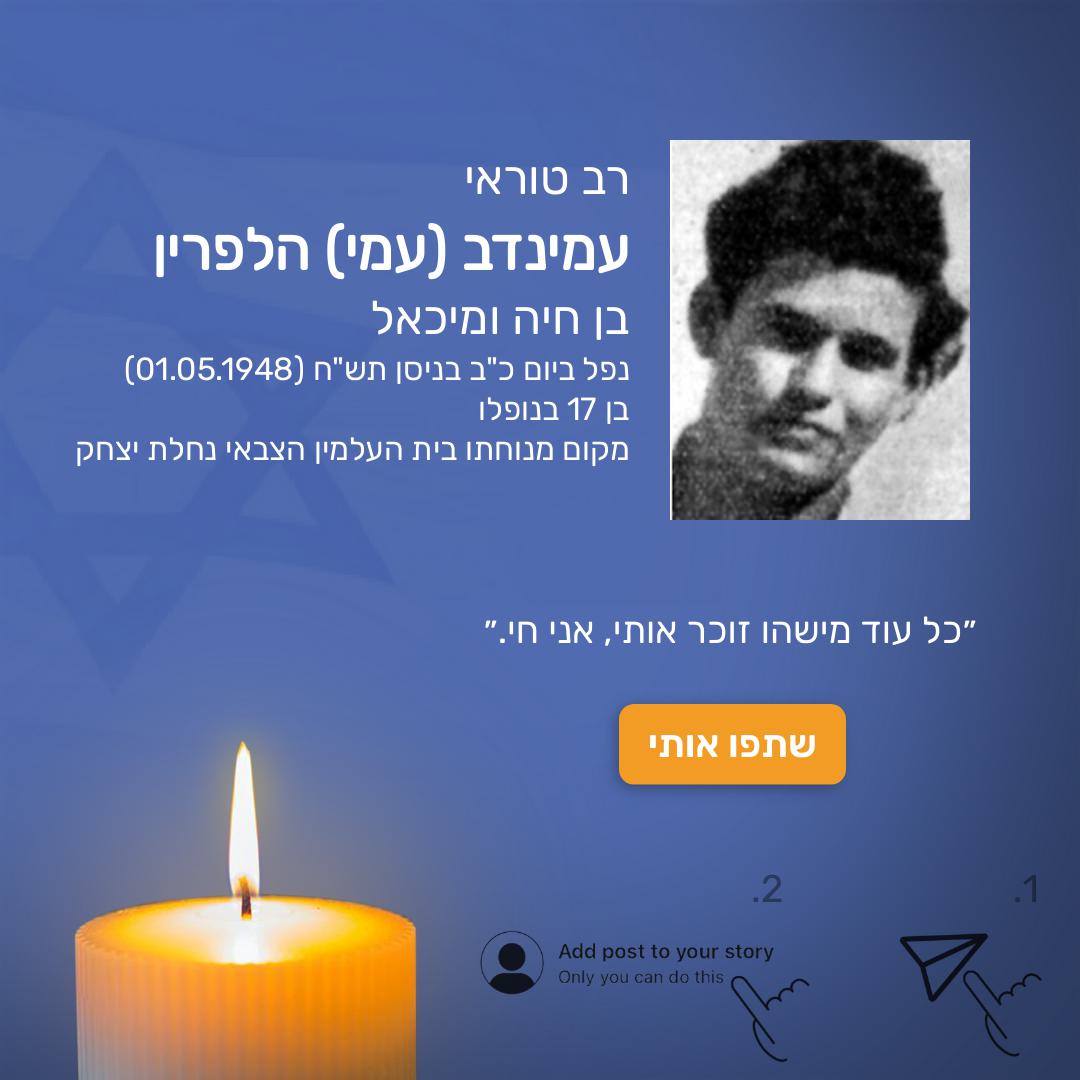 רב טוראי
עמינדב (עמי) הלפרין
בן חיה ומיכאל
נפל ביום כ"ב בניסן תש"ח (01.05.1948)
בן 17 בנופלו
מקום מנוחתו בית העלמין הצבאי נחלת יצחק
״כל עוד מישהו זוכר אותי, אני חי.״
שתפו אותי
.1
.2
Add post to your story
Only you can do this